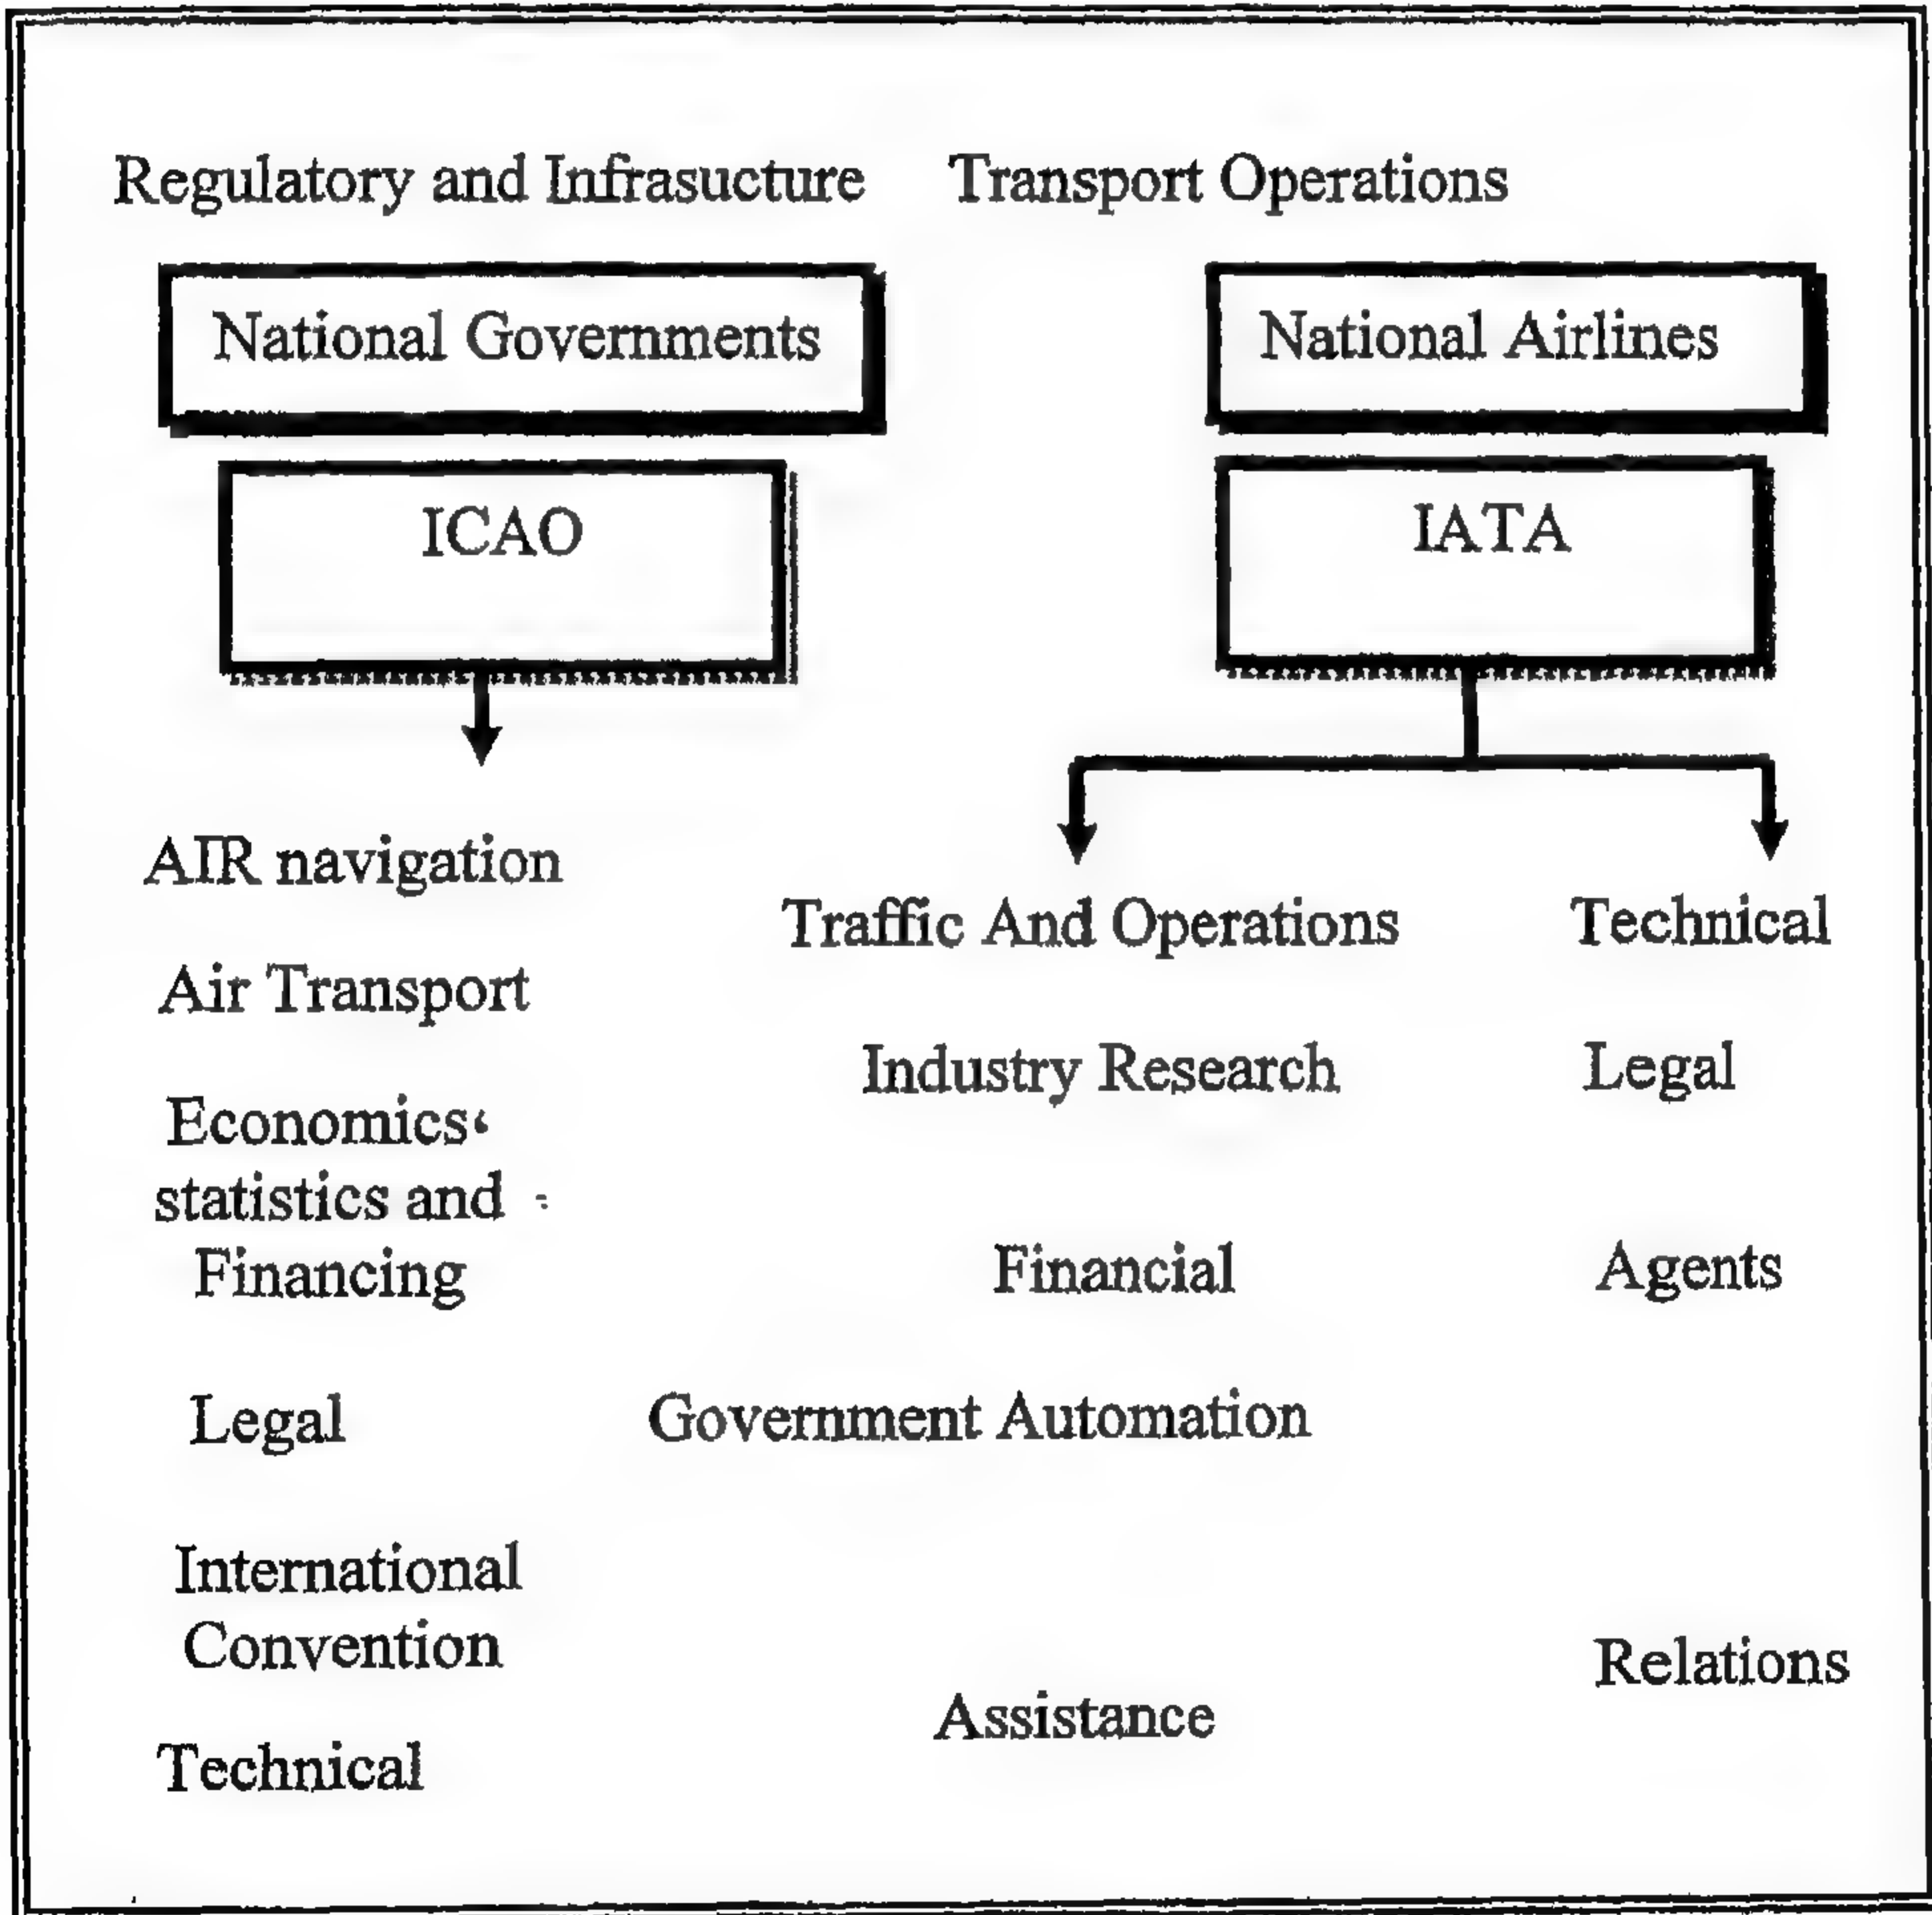 Regulatory and Infrasucture
Transport Operations
National Governments
National Airlines
ICAO
IATA
AIR navigation
Traffic And Operations
Technical
Air Transport
Industry Research
Legal
Economics،
statistics and
Financing
Financial
Agents
Legal
Government Automation
International
Convention
Relations
Assistance
Technical